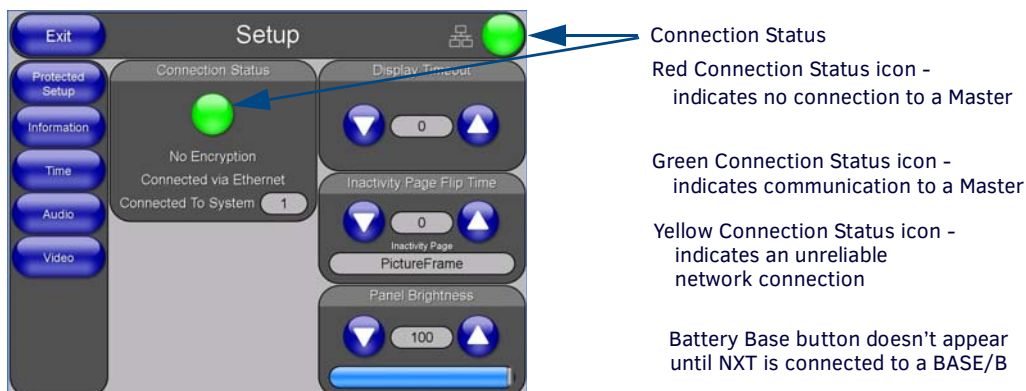 Exit
Setup
Protected
Setup
Information
Time
Audio
Video
Connection Status
No Encryption
Connected via Ethernet
Connected To System 1
Display Timeout
0
Inactivity Page Flip Time
0
Inactivity Page
PictureFrame
Panel Brightness
100
Connection Status
Red Connection Status icon -
indicates no connection to a Master
Green Connection Status icon -
indicates communication to a Master
Yellow Connection Status icon -
indicates an unreliable
network connection
Battery Base button doesn’t appear
until NXT is connected to a BASE/B